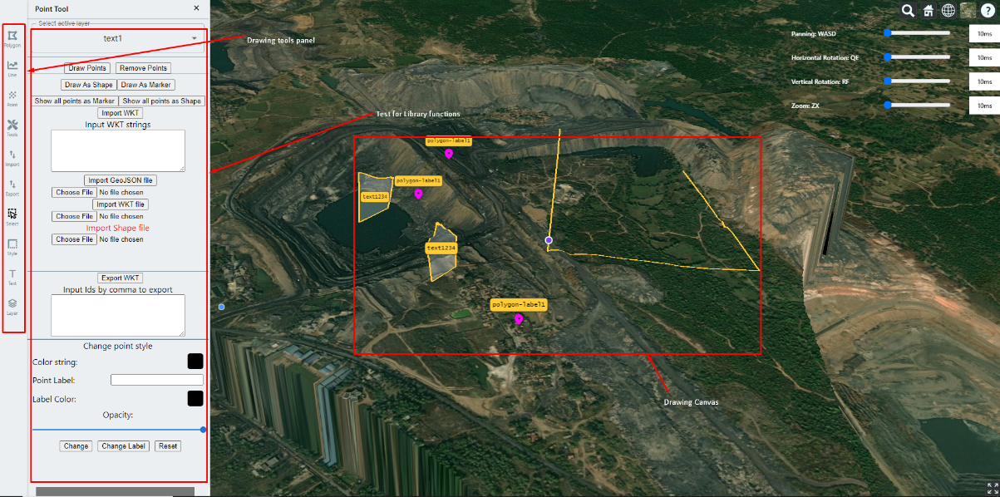 Point Tool
×
Select active layer
text1
Polygon
Line
Point
Tools
Import
Export
Select
Style
Text
Layer
Draw Points
Remove Points
Draw As Shape
Draw As Marker
Show all points as Marker
Show all points as Shape
Import WKT
Input WKT strings
Import GeoJSON file
Choose File No file chosen
Import WKT file
Choose File No file chosen
Import Shape file
Choose File No file chosen
Export WKT
Input Ids by comma to export
Change point style
Color string:
Point Label:
Label Color:
Opacity:
Change
Change Label
Reset
Drawing tools panel
Test for Library functions
polygon-label1
polygon-label1
text1234
text1234
polygon-label1
Drawing Canvas
?
Panning: WASD
10ms
Horizontal Rotation: QE
10ms
Vertical Rotation: RF
10ms
Zoom: ZX
10ms